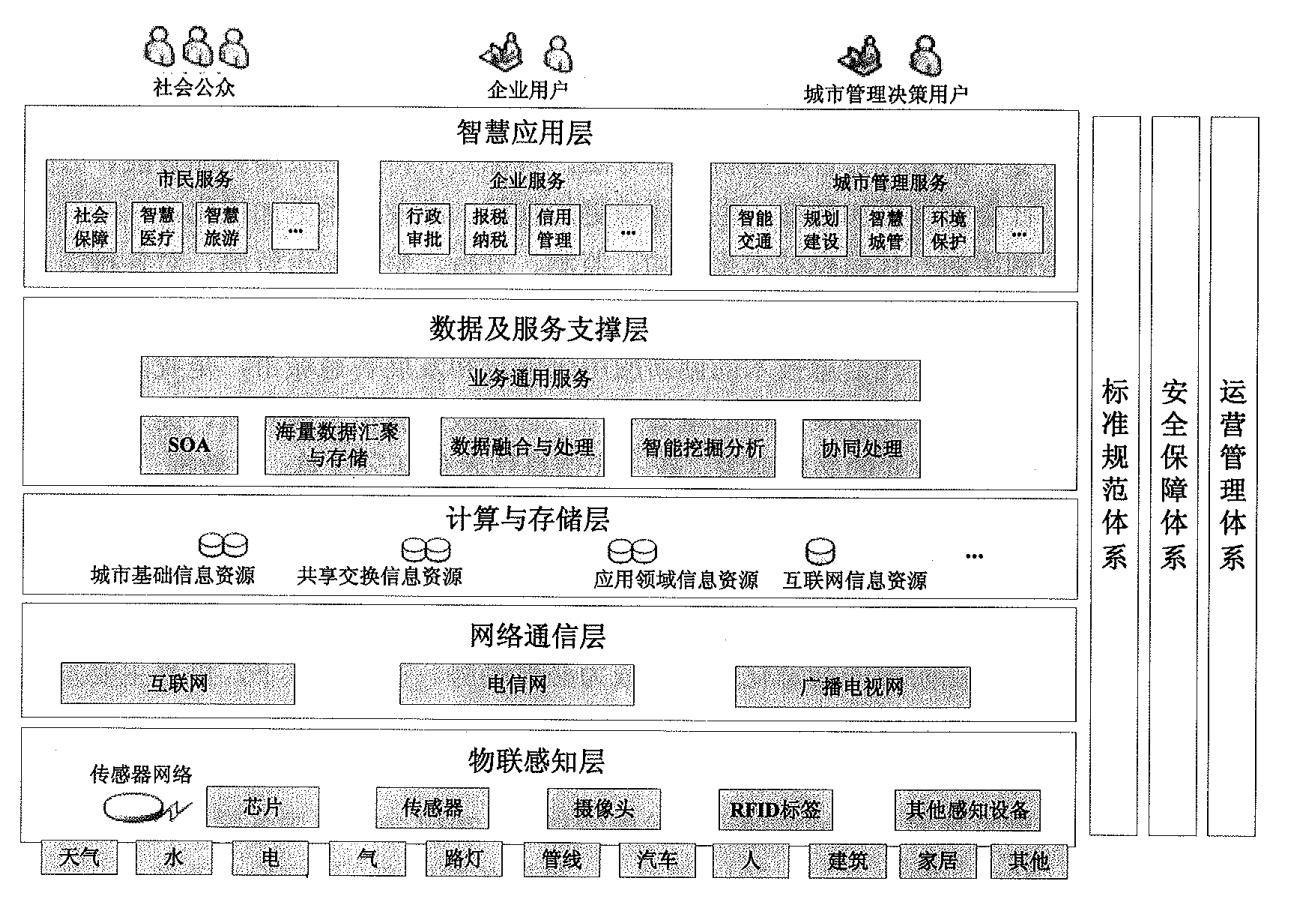 社会公众
企业用户
城市管理决策用户
智慧应用层
市民服务
社会
保障
智慧
医疗
智慧
旅游
...
企业服务
行政
审批
报税
纳税
信用
管理
...
城市管理服务
智能
交通
规划
建设
智慧
城管
环境
保护
...
数据及服务支撑层
业务通用服务
SOA
海量数据汇聚
与存储
数据融合与处理
智能挖掘分析
协同处理
计算与存储层
城市基础信息资源
共享交换信息资源
应用领域信息资源
互联网信息资源
...
网络通信层
互联网
电信网
广播电视网
物联感知层
传感器网络
芯片
传感器
摄像头
RFID标签
其他感知设备
天气
水
电
气
路灯
管线
汽车
人
建筑
家居
其他
标准规范体系
安全保障体系
运营管理体系